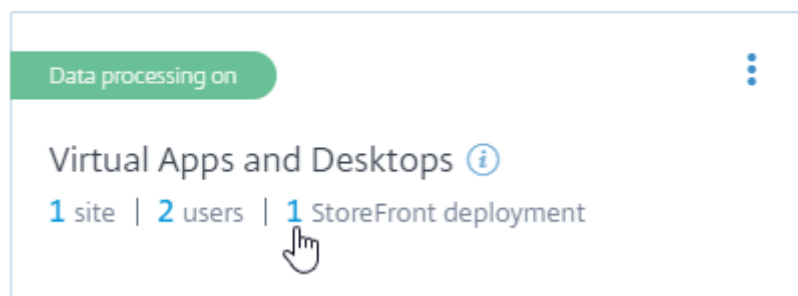 Data processing on
Virtual Apps and Desktops i
1 site | 2 users | 1 StoreFront deployment